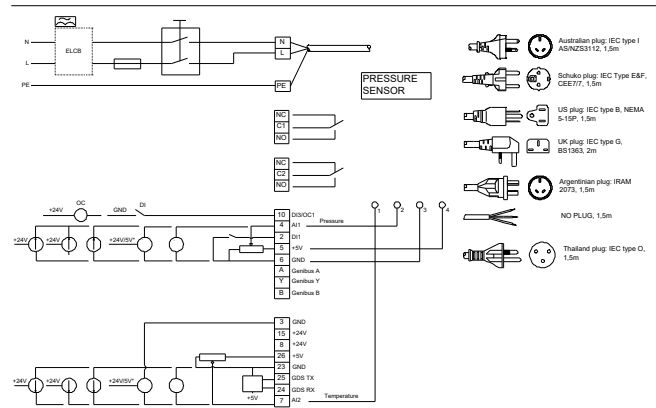 N
ELCB
L
PE
N
L
PE
PRESSURE
SENSOR
NC
C1
NO
NC
C2
NO
+24V
OC
GND
DI
10 DI3/OC1
4 AI1
Pressure
2 DI1
5 +5V
6 GND
A Genibus A
Y Genibus Y
B Genibus B
+24V
+24V
+24V/5V*
1
2
3
4
3 GND
15 +24V
8 +24V
26 +5V
23 GND
25 GDS TX
24 GDS RX
7 AI2
Temperature
+24V
+24V
+24V/5V*
+5V
Australian plug: IEC type I
AS/NZS3112, 1,5m
Schuko plug: IEC Type E&F,
CEE7/7, 1,5m
US plug: IEC type B, NEMA
5-15P, 1,5m
UK plug: IEC type G,
BS1363, 2m
Argentinian plug: IRAM
2073, 1,5m
NO PLUG, 1,5m
Thailand plug: IEC type O,
1,5m